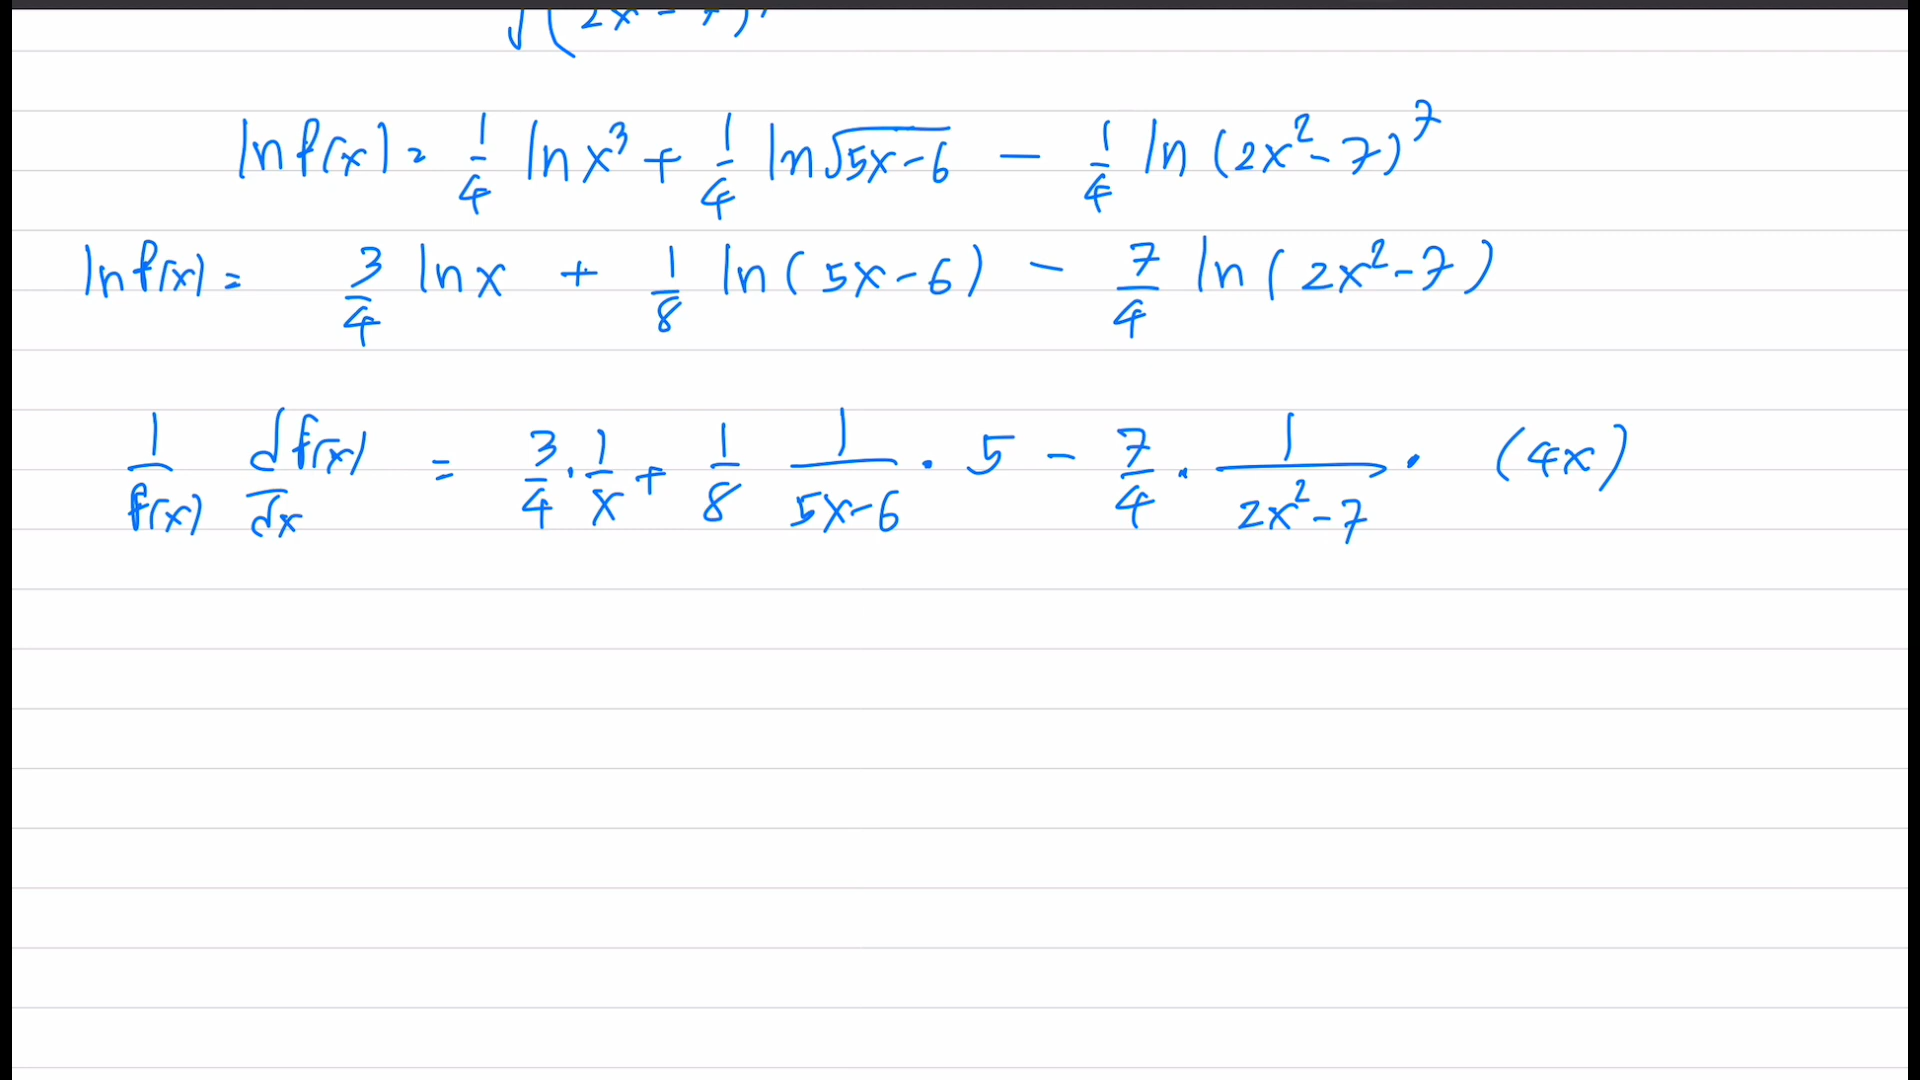 √(2x - 7)
ln f(x) = 1/4 ln x³ + 1/4 ln √(5x-6) - 1/4 ln (2x²-7)⁷
ln f(x) = 3/4 ln x + 1/8 ln (5x-6) - 7/4 ln (2x²-7)
1/f(x) df(x)/dx = 3/4 · 1/x + 1/8 1/(5x-6) · 5 - 7/4 · 1/(2x²-7) · (4x)